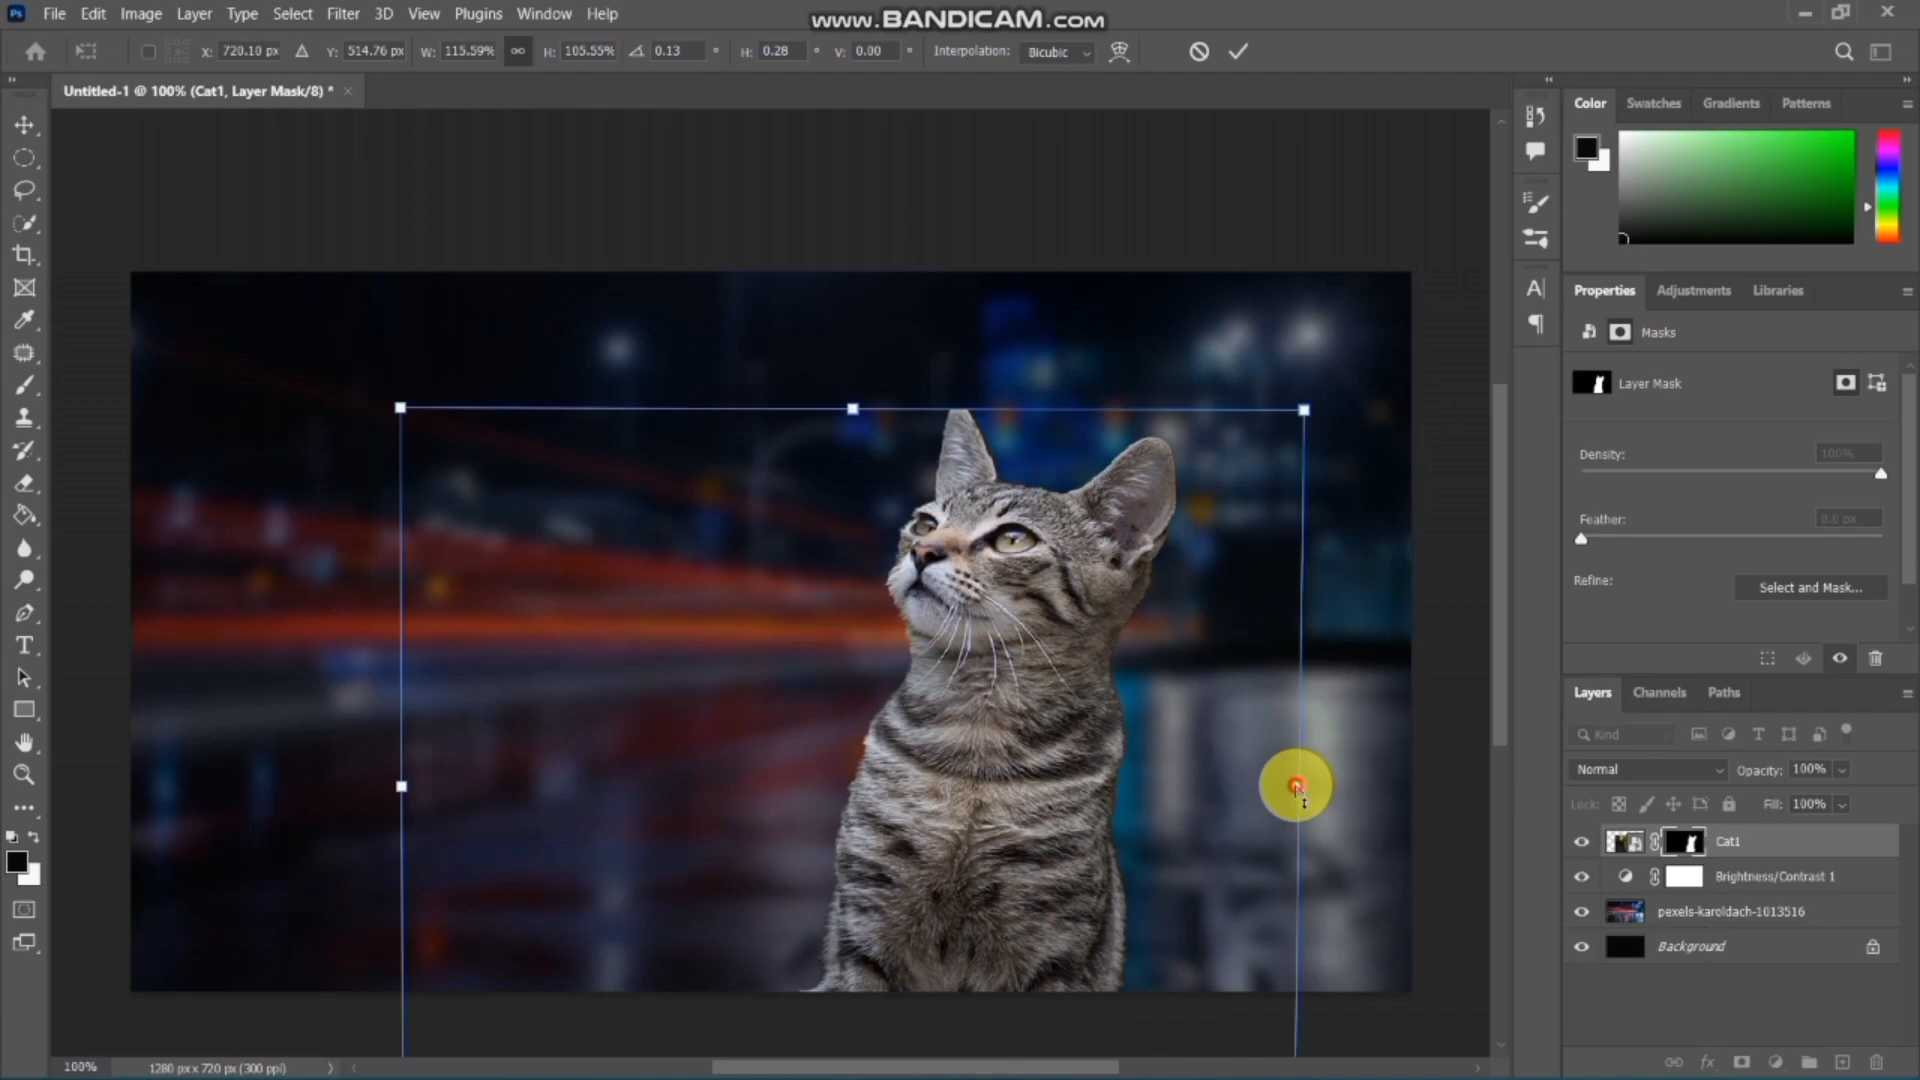 File Edit Image Layer Type Select Filter 3D View Plugins Window Help
www.BANDICAM.com
X: 720.10 px Y: 514.76 px W: 115.59% H: 105.55% 0.13 ° H: 0.28 ° V: 0.00 ° Interpolation: Bicubic
Untitled-1 @ 100% (Cat1, Layer Mask/8) *
Color Swatches Gradients Patterns
Properties Adjustments Libraries
Masks
Layer Mask
Density: 100%
Feather: 0.0 px
Refine: Select and Mask...
Layers Channels Paths
Kind
Normal Opacity: 100%
Lock: Fill: 100%
Cat1
Brightness/Contrast 1
pexels-karoldach-1013516
Background
100% 1280 px x 720 px (300 ppi)